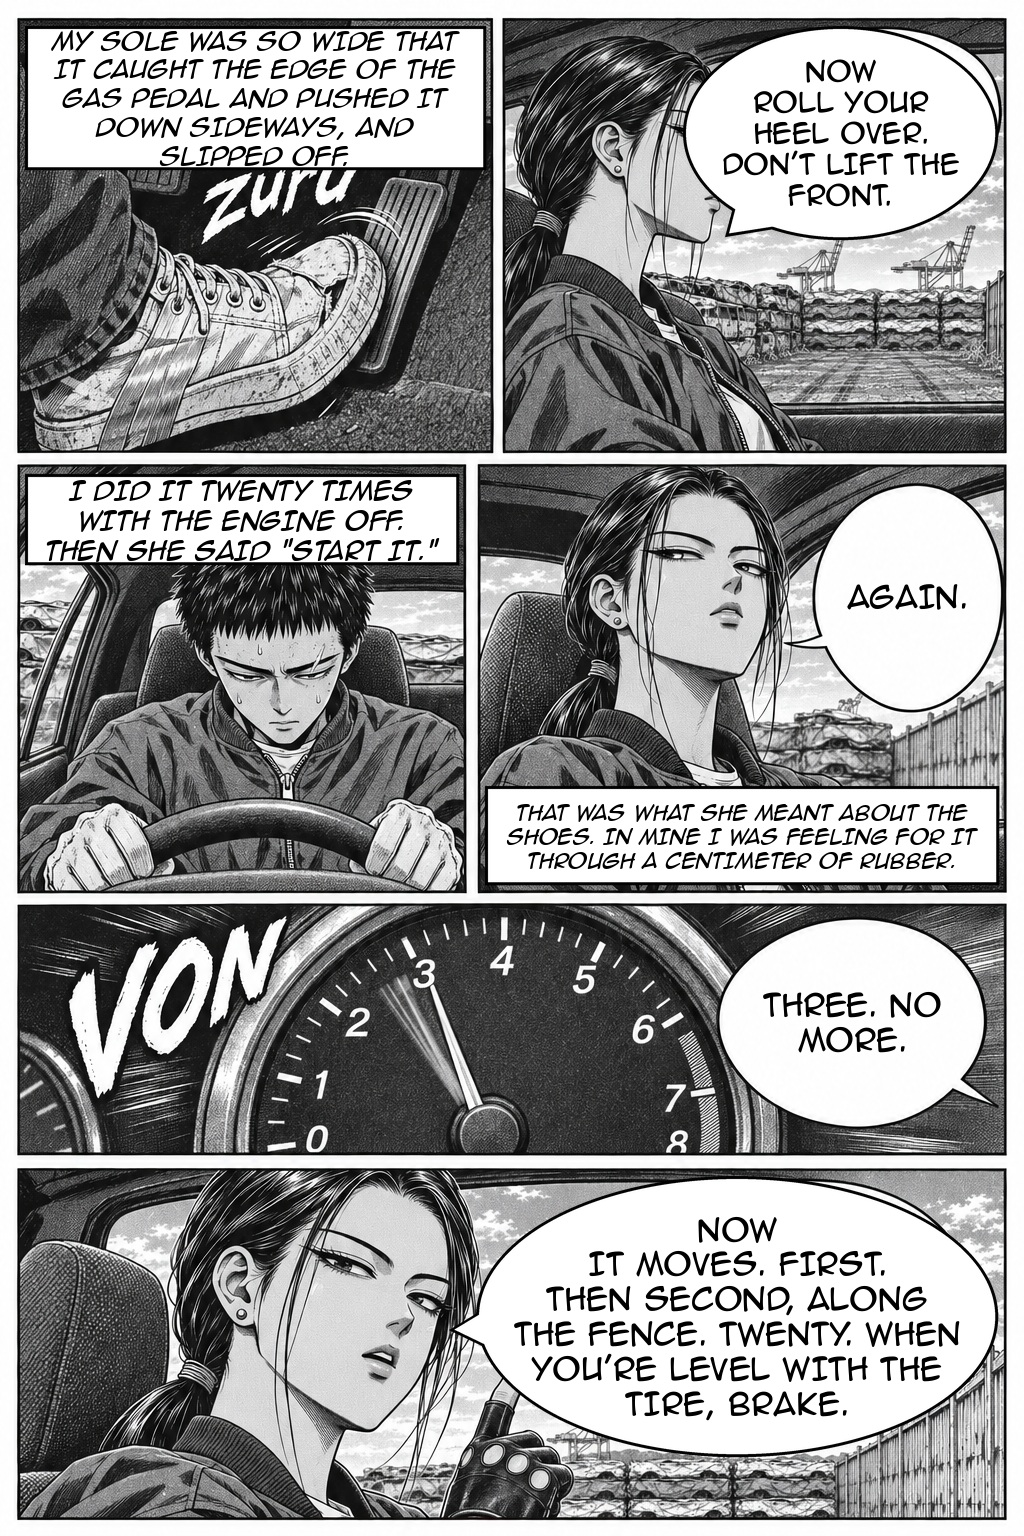 MY SOLE WAS SO WIDE THAT
IT CAUGHT THE EDGE OF THE
GAS PEDAL AND PUSHED IT
DOWN SIDEWAYS, AND
SLIPPED OFF.
ZURU
NOW
ROLL YOUR
HEEL OVER.
DON'T LIFT THE
FRONT.
I DID IT TWENTY TIMES
WITH THE ENGINE OFF.
THEN SHE SAID "START IT."
AGAIN.
THAT WAS WHAT SHE MEANT ABOUT THE
SHOES. IN MINE I WAS FEELING FOR IT
THROUGH A CENTIMETER OF RUBBER.
VON
0
1
2
3
4
5
6
7
8
THREE. NO
MORE.
NOW
IT MOVES. FIRST.
THEN SECOND, ALONG
THE FENCE. TWENTY. WHEN
YOU'RE LEVEL WITH THE
TIRE, BRAKE.